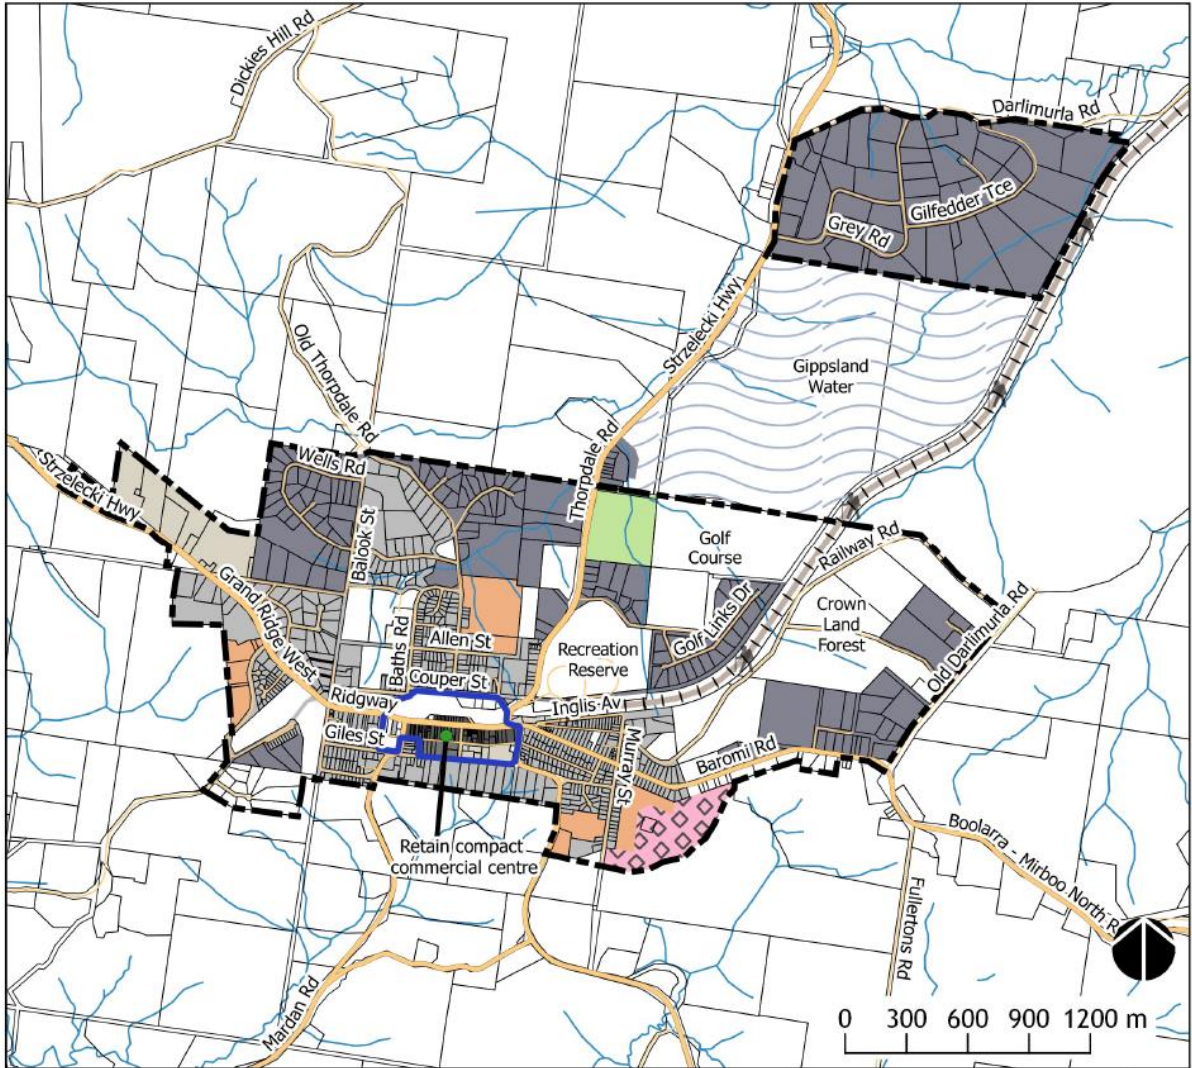 Dickies Hill Rd
Darlimurla Rd
Gilfedder Tce
Grey Rd
Strzelecki Hwy
Gippsland
Water
Old Thorpdale Rd
Thorpdale Rd
Wells Rd
Strzelecki Hwy
Balook St
Golf
Course
Railway Rd
Grand Ridge West
Baths Rd
Allen St
Golf Links Dr
Crown
Land
Forest
Old Darlimurla Rd
Recreation
Reserve
Couper St
Ridgway
Inglis Av
Giles St
Murray St
Baromi Rd
Retain compact
commercial centre
Boolarra - Mirboo North R
Fullertons Rd
Mardan Rd
0 300 600 900 1200 m